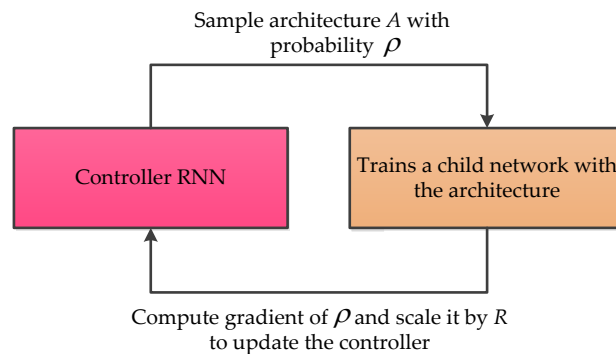 Sample architecture A with
probability ρ
Controller RNN
Trains a child network with
the architecture
Compute gradient of ρ and scale it by R
to update the controller